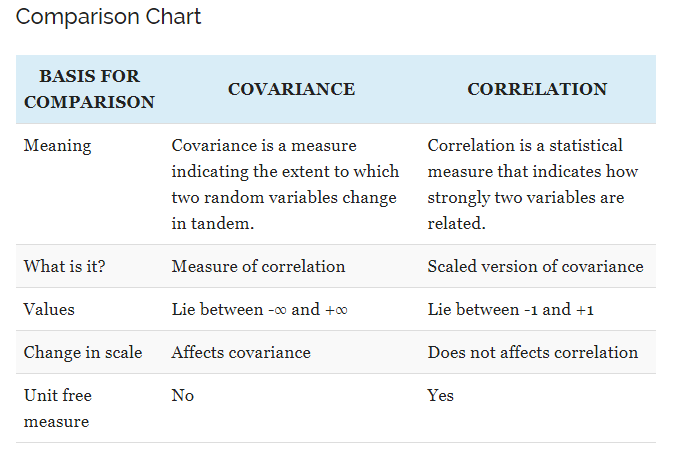 Comparison Chart
BASIS FOR
COMPARISON
COVARIANCE
CORRELATION
Meaning
Covariance is a measure
indicating the extent to which
two random variables change
in tandem.
Correlation is a statistical
measure that indicates how
strongly two variables are
related.
What is it?
Measure of correlation
Scaled version of covariance
Values
Lie between -∞ and +∞
Lie between -1 and +1
Change in scale
Affects covariance
Does not affects correlation
Unit free
measure
No
Yes